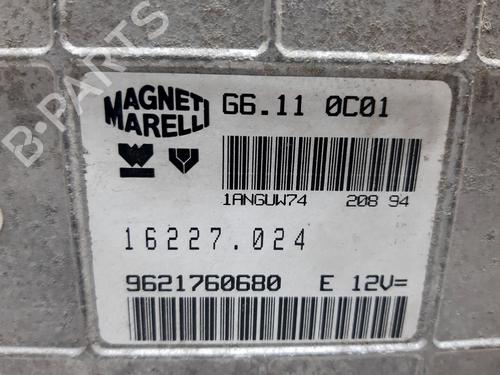 B-PARTS
MAGNETI MARELLI
G6.11 0C01
1ANGUW74 208 94
16227.024
9621760680 E 12V=